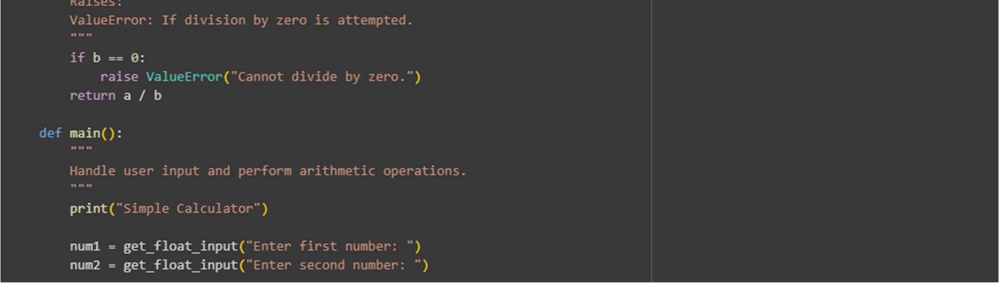 Raises:
ValueError: If division by zero is attempted.
"""
if b == 0:
raise ValueError("Cannot divide by zero.")
return a / b
def main():
"""
Handle user input and perform arithmetic operations.
"""
print("Simple Calculator")
num1 = get_float_input("Enter first number: ")
num2 = get_float_input("Enter second number: ")